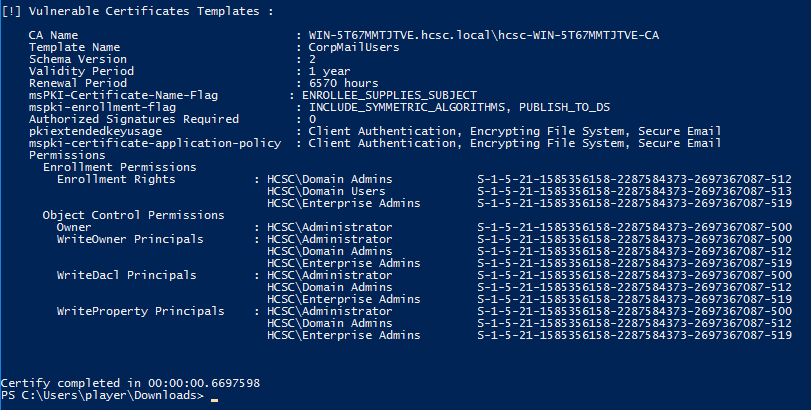 [!] Vulnerable Certificates Templates :
CA Name : WIN-5T67MMTJTVE.hcsc.local\hcsc-WIN-5T67MMTJTVE-CA
Template Name : CorpMailUsers
Schema Version : 2
Validity Period : 1 year
Renewal Period : 6570 hours
msPKI-Certificate-Name-Flag : ENROLLEE_SUPPLIES_SUBJECT
mspki-enrollment-flag : INCLUDE_SYMMETRIC_ALGORITHMS, PUBLISH_TO_DS
Authorized Signatures Required : 0
pkiextendedkeyusage : Client Authentication, Encrypting File System, Secure Email
mspki-certificate-application-policy : Client Authentication, Encrypting File System, Secure Email
Permissions
Enrollment Permissions
Enrollment Rights : HCSC\Domain Admins S-1-5-21-1585356158-2287584373-2697367087-512
HCSC\Domain Users S-1-5-21-1585356158-2287584373-2697367087-513
HCSC\Enterprise Admins S-1-5-21-1585356158-2287584373-2697367087-519
Object Control Permissions
Owner : HCSC\Administrator S-1-5-21-1585356158-2287584373-2697367087-500
WriteOwner Principals : HCSC\Administrator S-1-5-21-1585356158-2287584373-2697367087-500
HCSC\Domain Admins S-1-5-21-1585356158-2287584373-2697367087-512
HCSC\Enterprise Admins S-1-5-21-1585356158-2287584373-2697367087-519
WriteDacl Principals : HCSC\Administrator S-1-5-21-1585356158-2287584373-2697367087-500
HCSC\Domain Admins S-1-5-21-1585356158-2287584373-2697367087-512
HCSC\Enterprise Admins S-1-5-21-1585356158-2287584373-2697367087-519
WriteProperty Principals : HCSC\Administrator S-1-5-21-1585356158-2287584373-2697367087-500
HCSC\Domain Admins S-1-5-21-1585356158-2287584373-2697367087-512
HCSC\Enterprise Admins S-1-5-21-1585356158-2287584373-2697367087-519
Certify completed in 00:00:00.6697598
PS C:\Users\player\Downloads> _